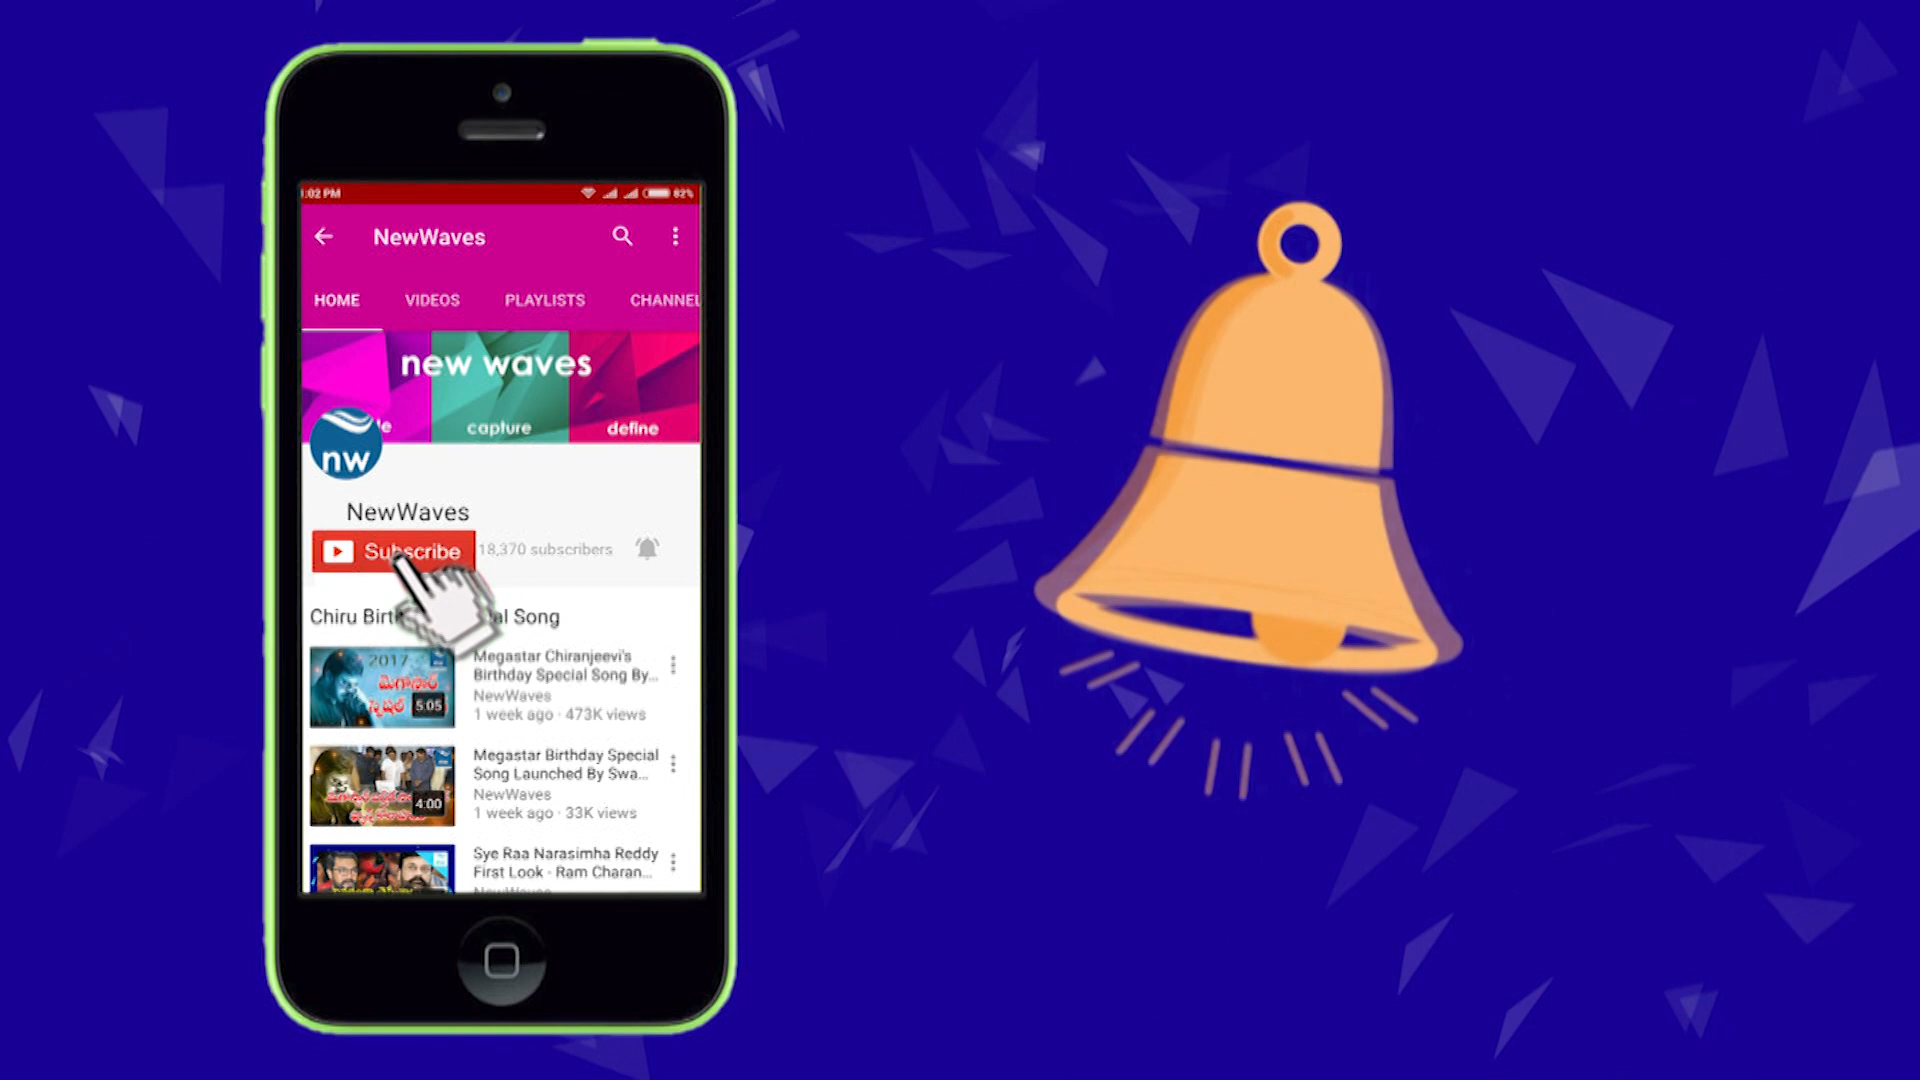 1:02 PM
82%
NewWaves
HOME VIDEOS PLAYLISTS CHANNEL
new waves
capture
define
nw
NewWaves
Subscribe 18,370 subscribers
Chiru Birt al Song
2017
మెగాస్టార్
స్పెషల్
5:05
Megastar Chiranjeevi's
Birthday Special Song By...
NewWaves
1 week ago · 473K views
4:00
Megastar Birthday Special
Song Launched By Swa...
NewWaves
1 week ago · 33K views
Sye Raa Narasimha Reddy
First Look - Ram Charan...
NewWaves